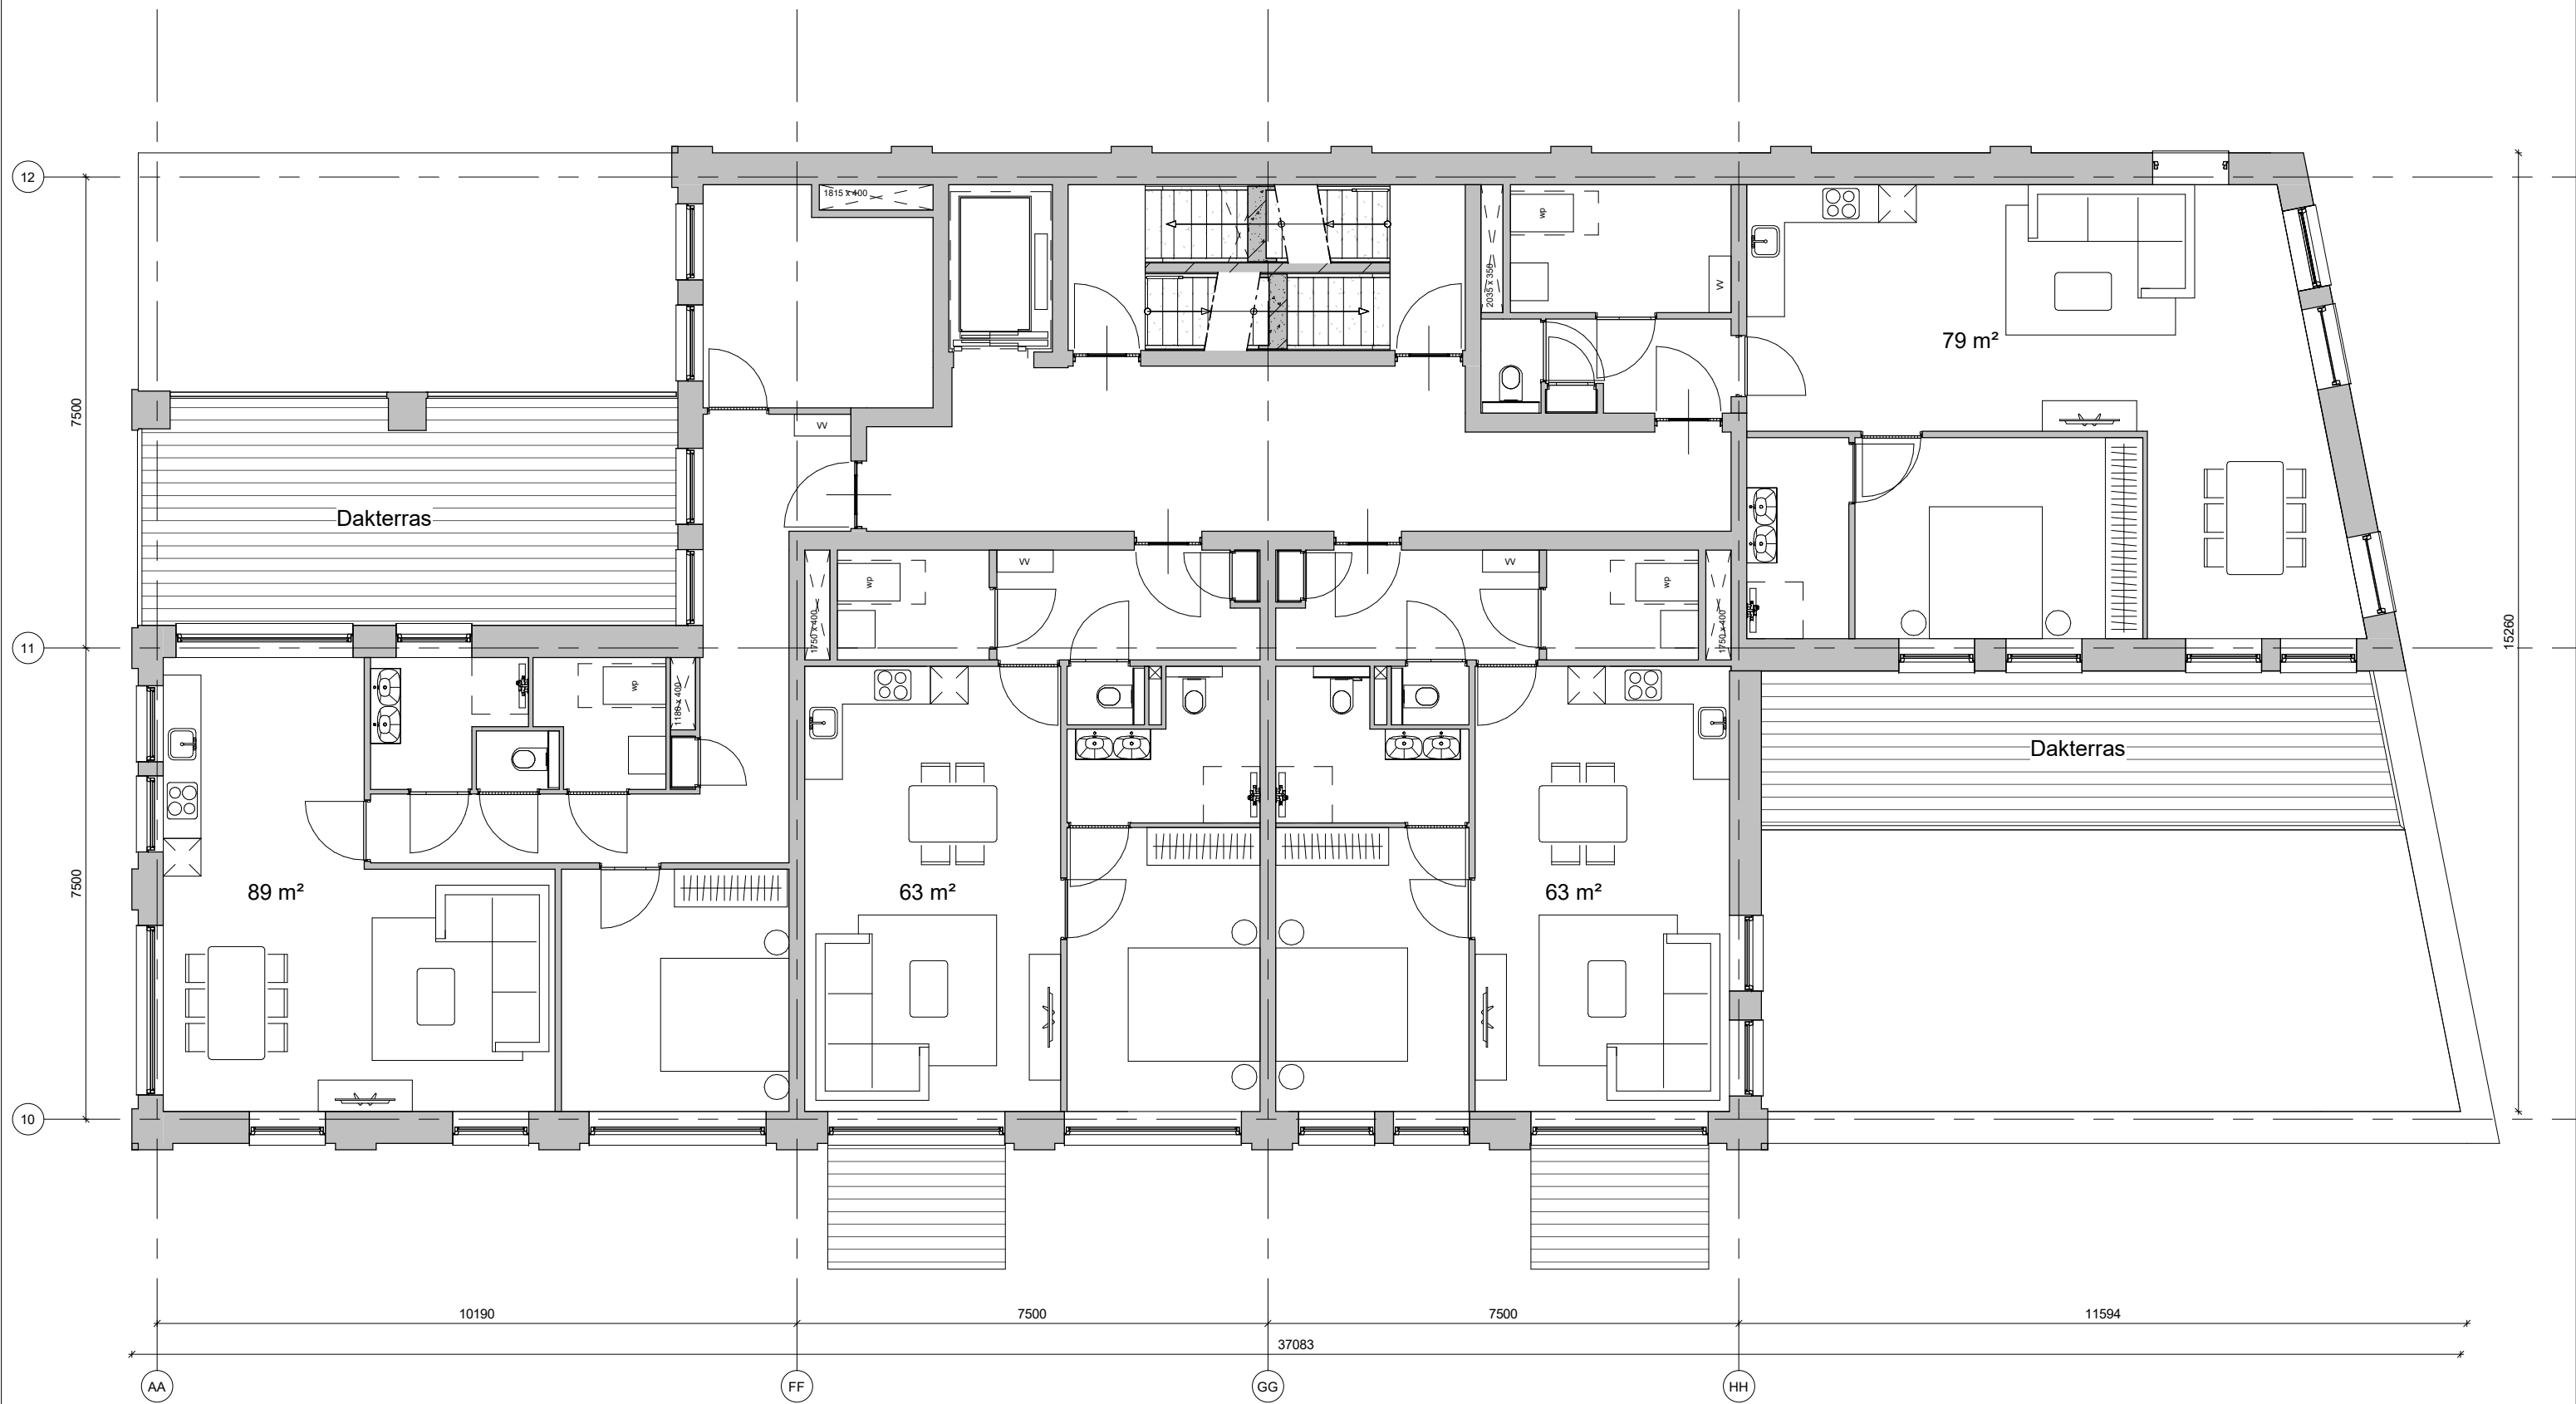 12
1815 x 400
wp
2035 x 350
VV
79 m²
7500
VV
Dakterras
VV
VV
wp
wp
1750 x 400
1750 x 400
11
15260
wp
1180 x 400
Dakterras
7500
89 m²
63 m²
63 m²
10
10190
7500
7500
11594
37083
AA
FF
GG
HH